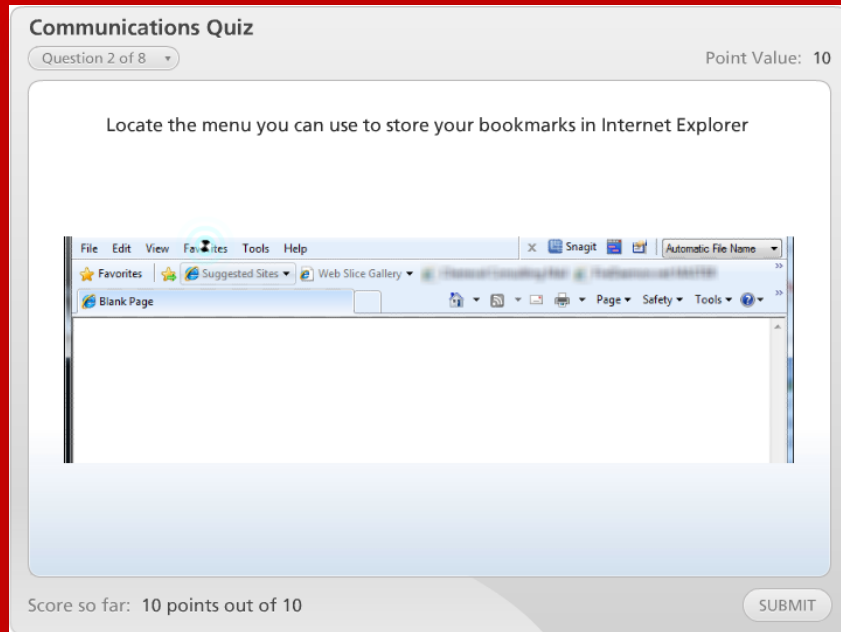 Communications Quiz
Question 2 of 8
Point Value: 10
Locate the menu you can use to store your bookmarks in Internet Explorer
File Edit View Favorites Tools Help
X Snagit Automatic File Name
Favorites Suggested Sites Web Slice Gallery
Blank Page
Page Safety Tools
Score so far: 10 points out of 10
SUBMIT